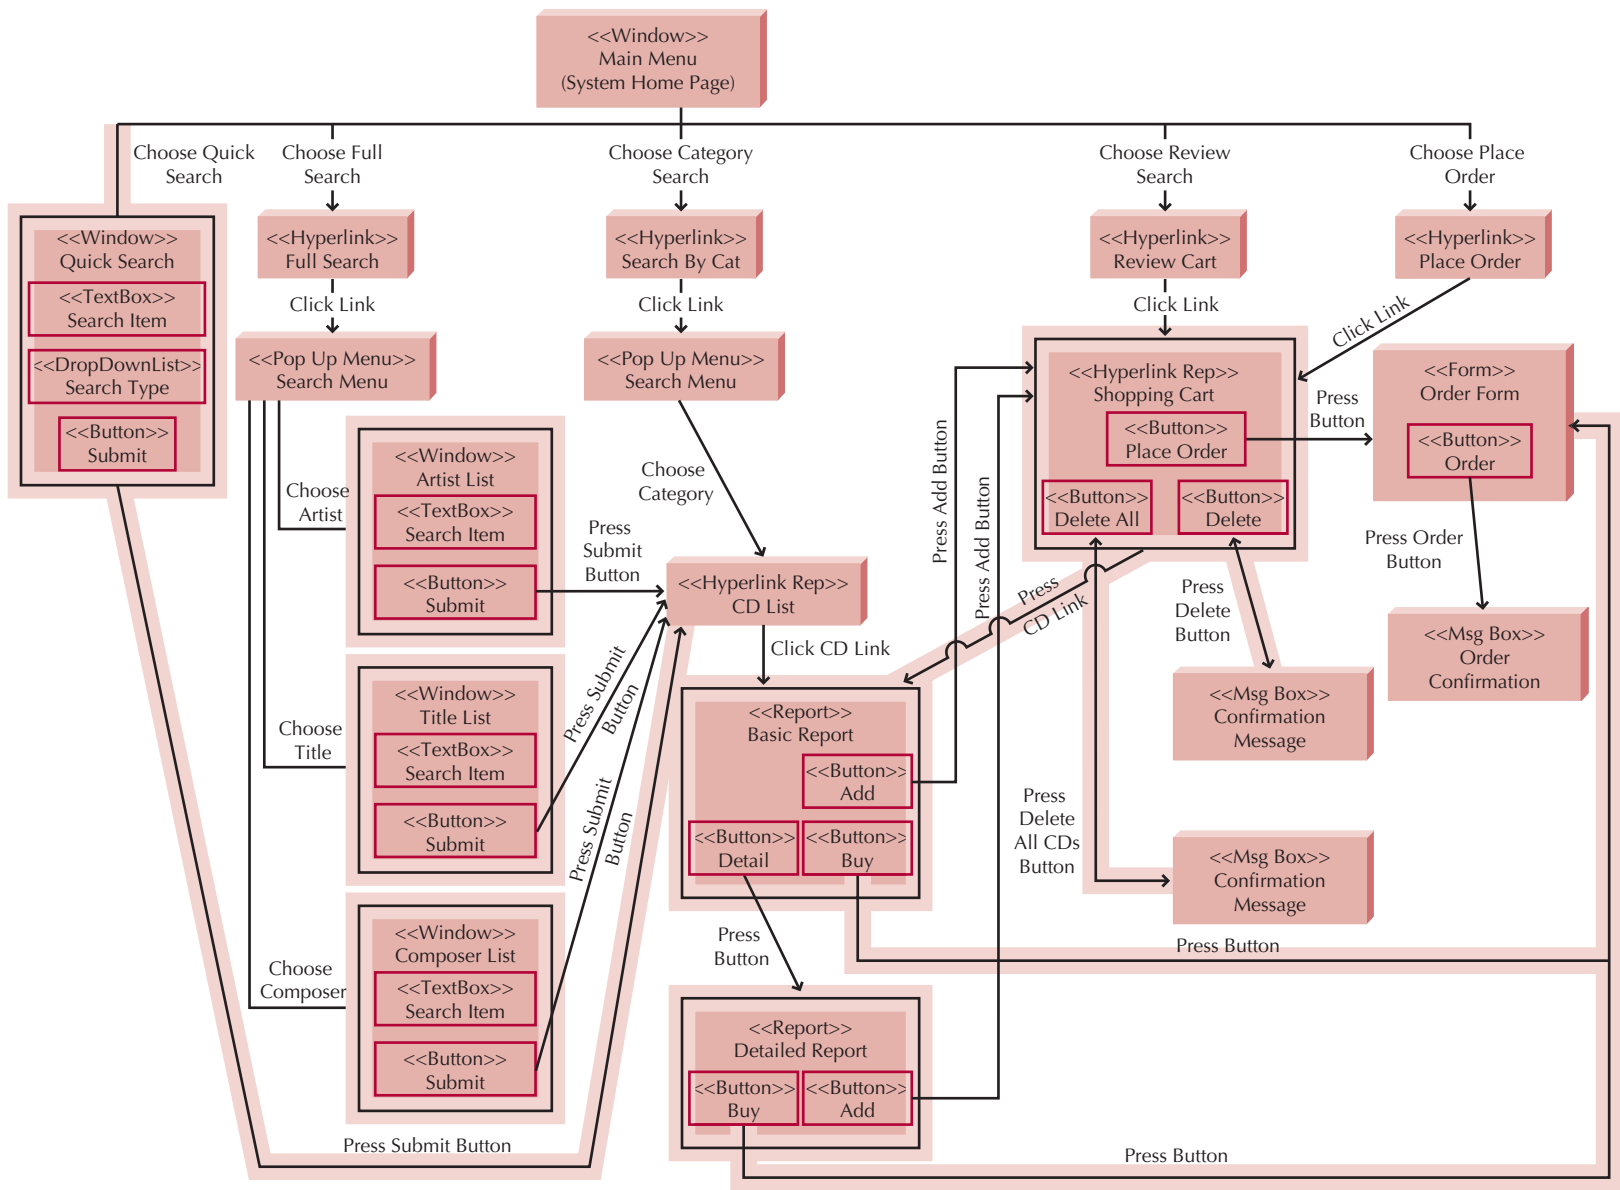 <<Window>>
Main Menu
(System Home Page)
Choose Quick
Search
Choose Full
Search
Choose Category
Search
Choose Review
Search
Choose Place
Order
<<Window>>
Quick Search
<<TextBox>>
Search Item
<<DropDownList>>
Search Type
<<Button>>
Submit
<<Hyperlink>>
Full Search
Click Link
<<Pop Up Menu>>
Search Menu
<<Hyperlink>>
Search By Cat
Click Link
<<Pop Up Menu>>
Search Menu
<<Hyperlink>>
Review Cart
Click Link
<<Hyperlink>>
Place Order
Click Link
<<Hyperlink Rep>>
Shopping Cart
<<Button>>
Place Order
<<Button>>
Delete All
<<Button>>
Delete
Press
Button
<<Form>>
Order Form
<<Button>>
Order
Press Order
Button
<<Msg Box>>
Order
Confirmation
Choose
Artist
<<Window>>
Artist List
<<TextBox>>
Search Item
<<Button>>
Submit
Press
Submit
Button
Choose
Category
<<Hyperlink Rep>>
CD List
Click CD Link
Press Add Button
Press Add Button
Press
CD Link
Press
Delete
Button
<<Msg Box>>
Confirmation
Message
Choose
Title
<<Window>>
Title List
<<TextBox>>
Search Item
<<Button>>
Submit
Press Submit
Button
<<Report>>
Basic Report
<<Button>>
Add
<<Button>>
Detail
<<Button>>
Buy
Press
Delete
All CDs
Button
<<Msg Box>>
Confirmation
Message
Choose
Composer
<<Window>>
Composer List
<<TextBox>>
Search Item
<<Button>>
Submit
Press Submit
Button
Press
Button
Press Button
<<Report>>
Detailed Report
<<Button>>
Buy
<<Button>>
Add
Press Submit Button
Press Button